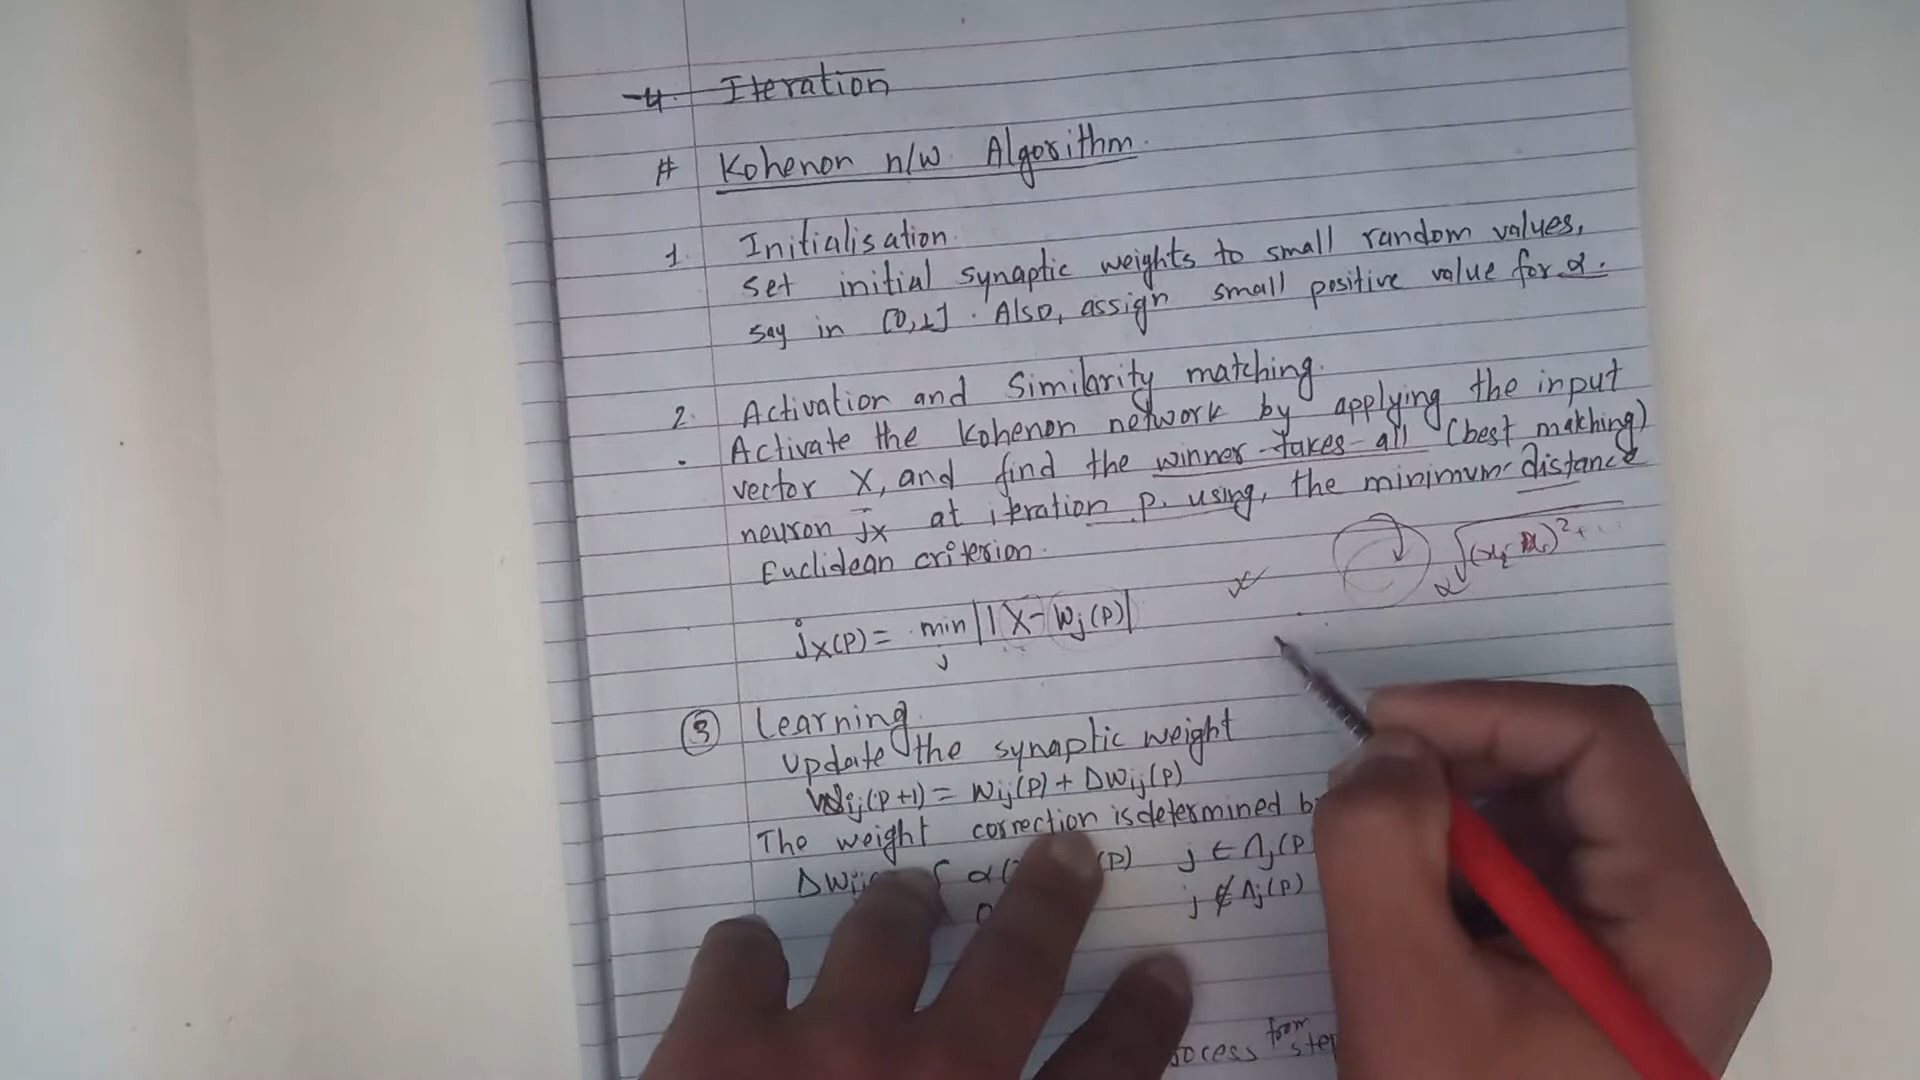 4. Iteration
# Kohenon n/w Algorithm.
1. Initialisation.
Set initial synaptic weights to small random values,
say in [0,1]. Also, assign small positive value for α.
2. Activation and Similarity matching.
Activate the Kohenon network by applying the input
vector X, and find the winner-takes-all (best matching)
neuron jx at iteration p, using, the minimum-distance
Euclidean criterion.
jX(P) = min ||X - Wj(P)|
j
③ Learning.
Update the synaptic weight
Wij(P+1) = Wij(P) + ΔWij(P)
The weight correction is determined
ΔWij α( (P) j ∈ Λj(P
0 j ∉ Λj(P)
from
step